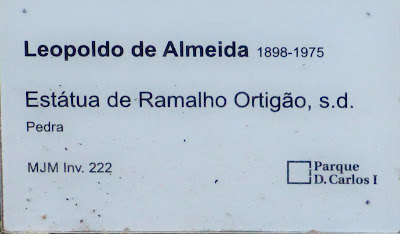 Leopoldo de Almeida 1898-1975
Estátua de Ramalho Ortigão, s.d.
Pedra
MJM Inv. 222
Parque
D. Carlos I